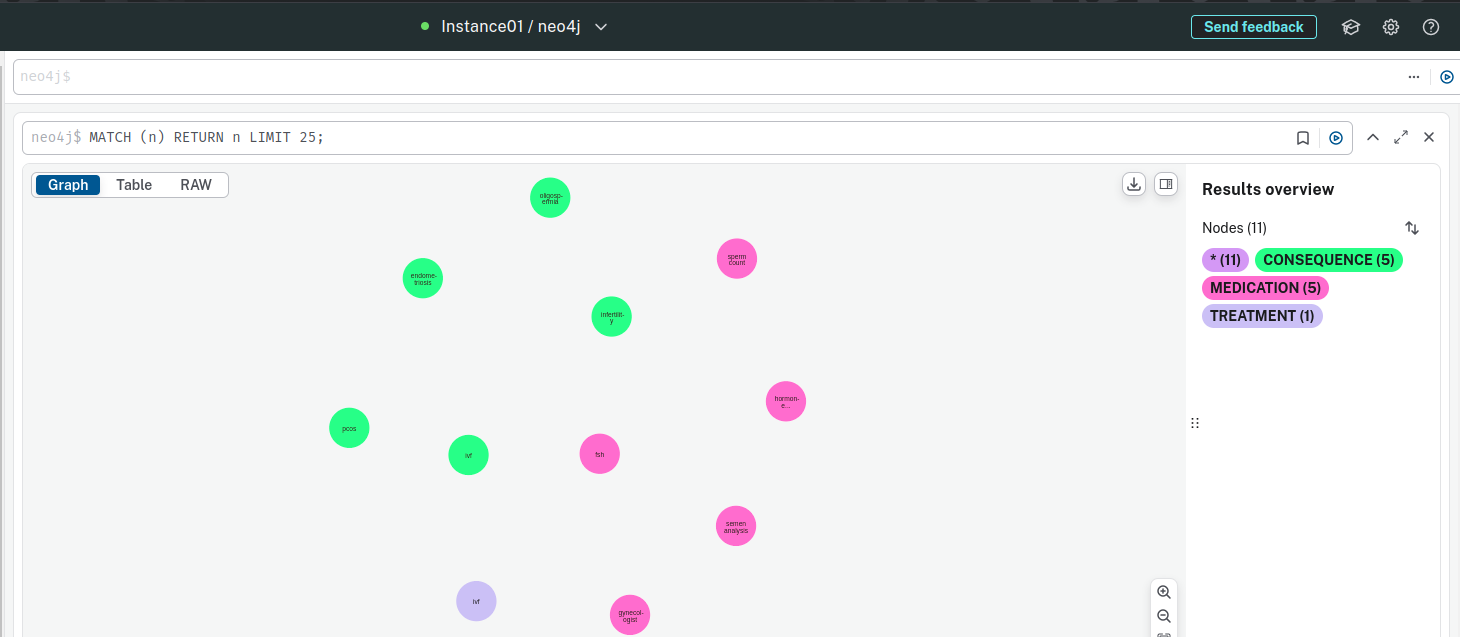 Instance01 / neo4j
Send feedback
neo4j$
neo4j$ MATCH (n) RETURN n LIMIT 25;
Graph Table RAW
Results overview
Nodes (11)
* (11) CONSEQUENCE (5)
MEDICATION (5)
TREATMENT (1)
oligosp-
ermia
sperm
count
endome-
triosis
infertilit-
y
hormon-
e...
pcos
ivf
fsh
semen
analysis
ivf
gynecol-
ogist